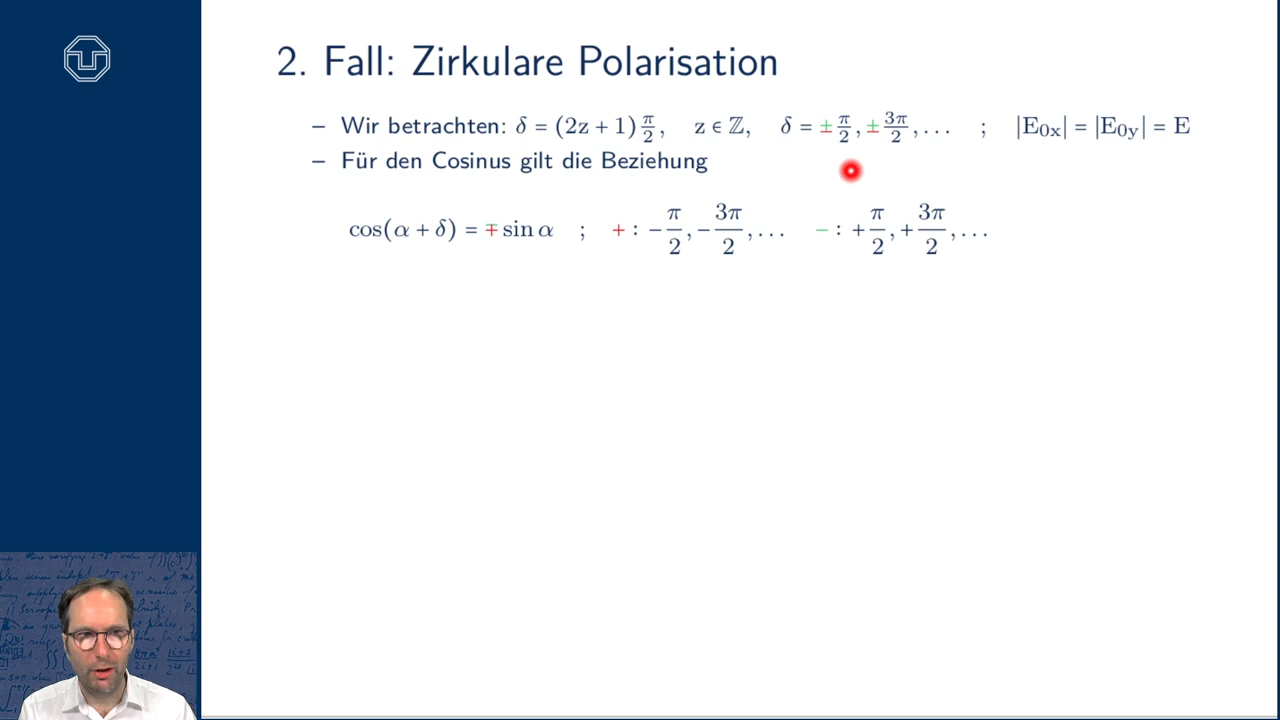 2. Fall: Zirkulare Polarisation
– Wir betrachten: δ = (2z + 1) π/2, z ∈ ℤ, δ = ± π/2, ± 3π/2, ... ; |E₀ₓ| = |E₀ᵧ| = E
– Für den Cosinus gilt die Beziehung
cos(α + δ) = ∓ sin α ; + : − π/2, − 3π/2, ... − : + π/2, + 3π/2, ...